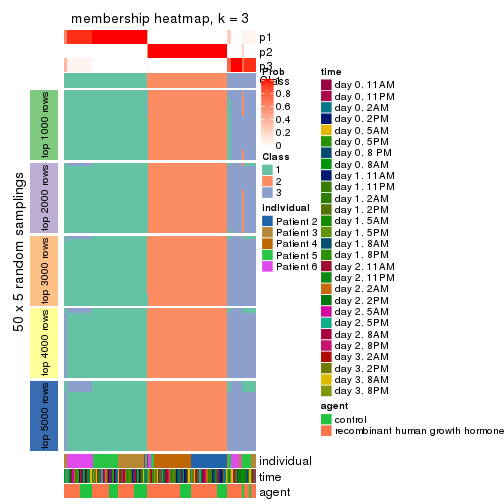 membership heatmap, k = 3
p1
p2
p3
Class
Prob
1
0.8
0.6
0.4
0.2
0
Class
1
2
3
individual
Patient 2
Patient 3
Patient 4
Patient 5
Patient 6
time
day 0. 11AM
day 0. 11PM
day 0. 2AM
day 0. 2PM
day 0. 5AM
day 0. 5PM
day 0. 8 PM
day 0. 8AM
day 1. 11AM
day 1. 11PM
day 1. 2AM
day 1. 2PM
day 1. 5AM
day 1. 5PM
day 1. 8AM
day 1. 8PM
day 2. 11AM
day 2. 11PM
day 2. 2AM
day 2. 2PM
day 2. 5AM
day 2. 5PM
day 2. 8AM
day 2. 8PM
day 3. 2AM
day 3. 2PM
day 3. 8AM
day 3. 8PM
agent
control
recombinant human growth hormone
50 x 5 random samplings
top 1000 rows
top 2000 rows
top 3000 rows
top 4000 rows
top 5000 rows
individual
time
agent